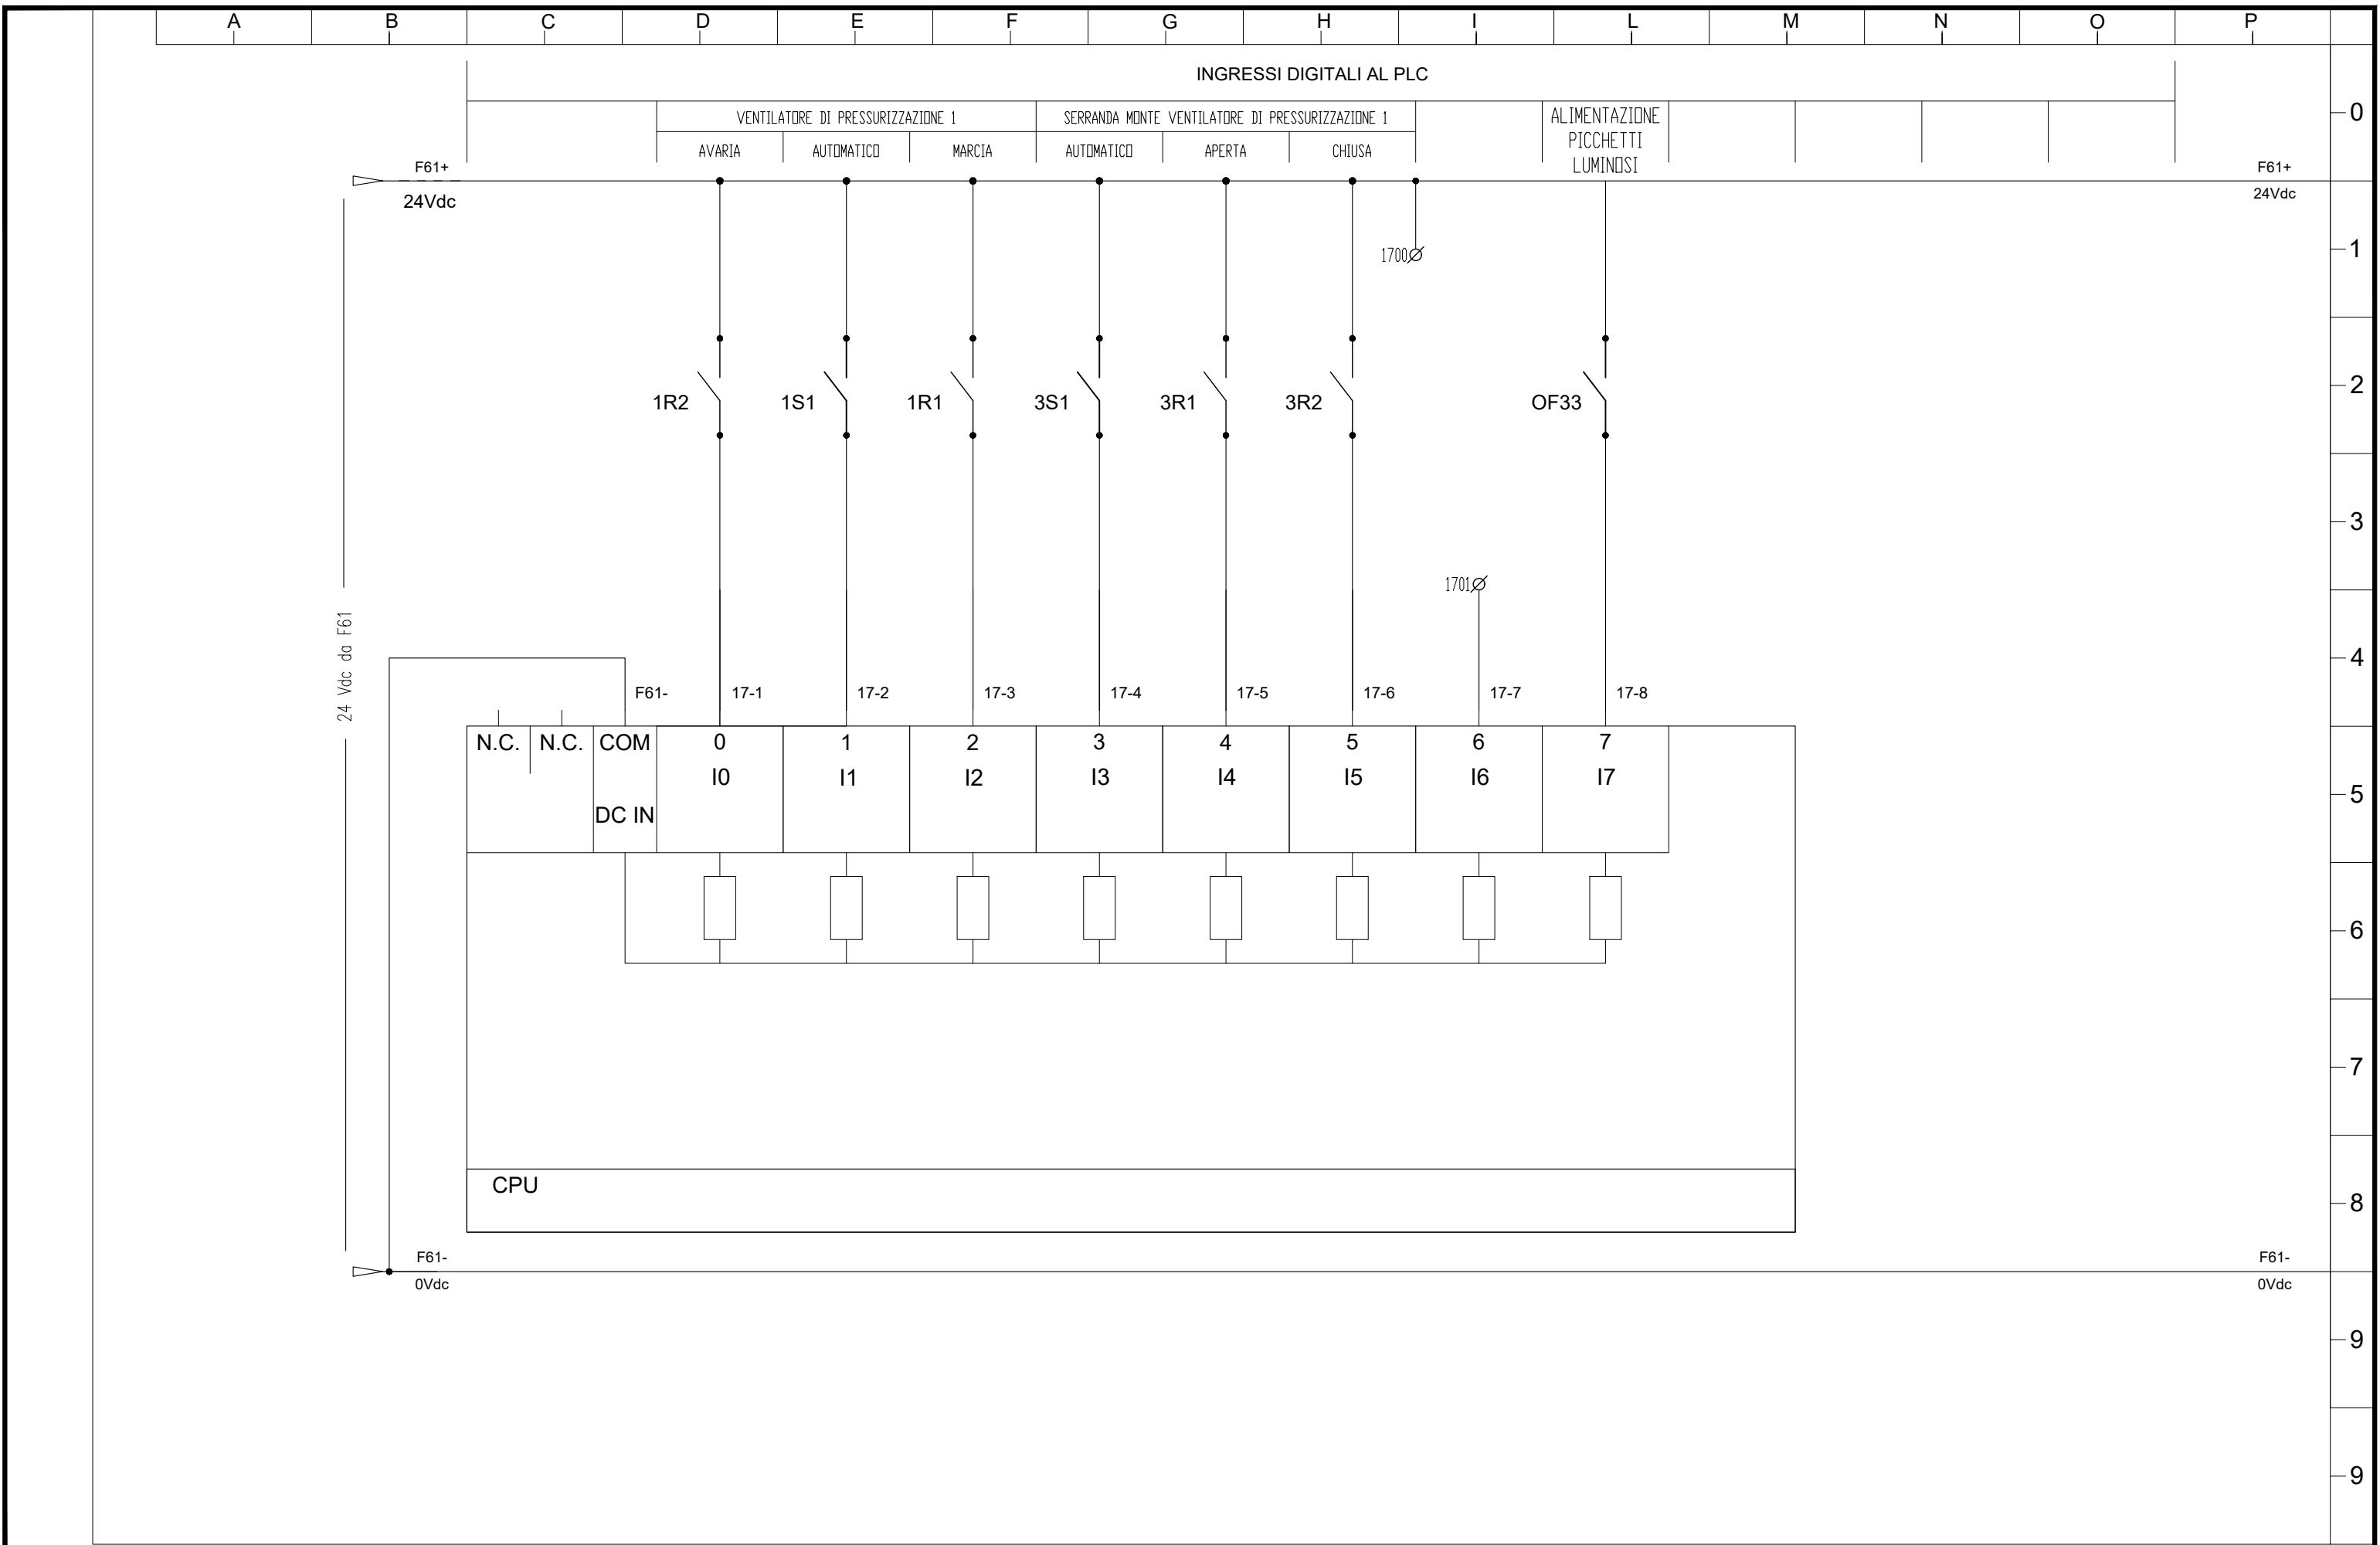 A B C D E F G H I L M N O P
INGRESSI DIGITALI AL PLC
VENTILATORE DI PRESSURIZZAZIONE 1 SERRANDA MONTE VENTILATORE DI PRESSURIZZAZIONE 1 ALIMENTAZIONE
PICCHETTI
LUMINOSI
AVARIA AUTOMATICO MARCIA AUTOMATICO APERTA CHIUSA
0
F61+ F61+
24Vdc 24Vdc
1700 1
1R2 1S1 1R1 3S1 3R1 3R2 OF33 2
3
1701
24 Vdc da F61
4
F61- 17-1 17-2 17-3 17-4 17-5 17-6 17-7 17-8
N.C. N.C. COM 0 1 2 3 4 5 6 7
I0 I1 I2 I3 I4 I5 I6 I7
DC IN
5
6
7
CPU
8
F61- F61-
0Vdc 0Vdc
9
9